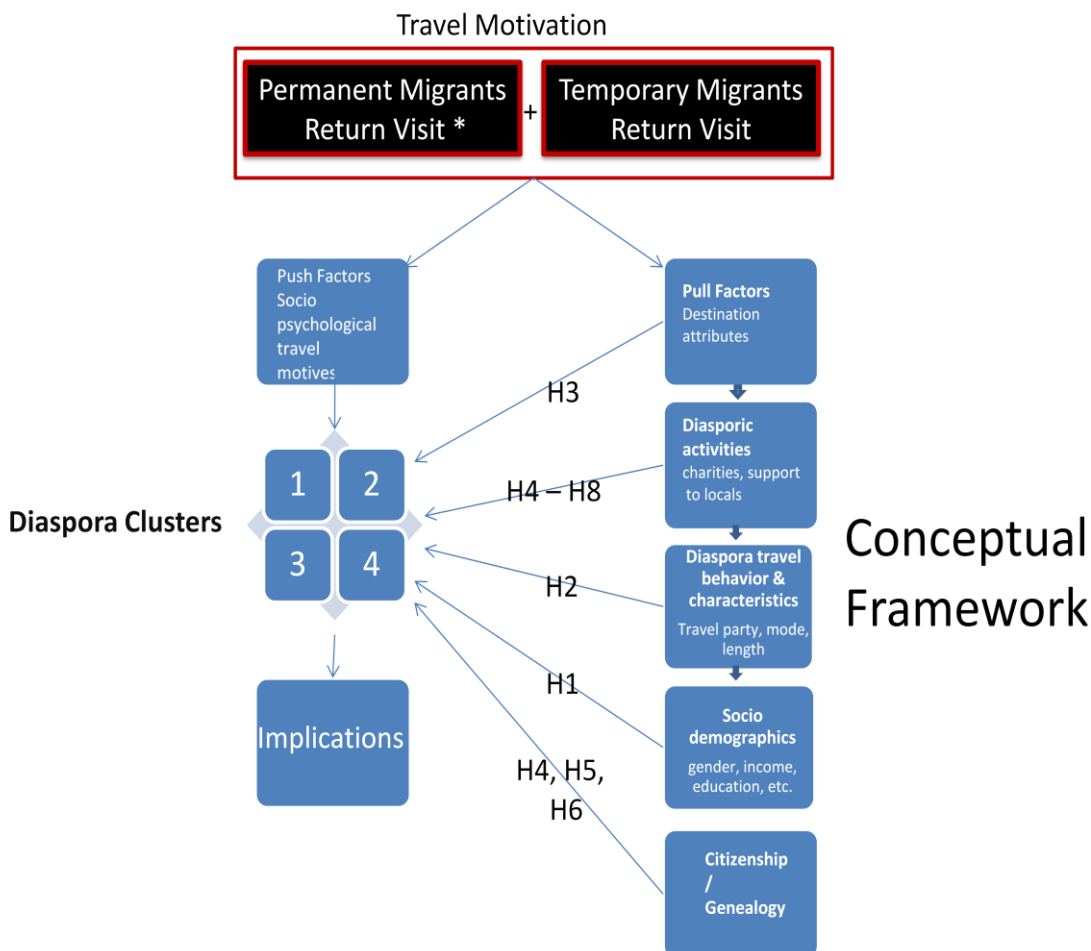 Travel Motivation
Permanent Migrants
Return Visit *
+
Temporary Migrants
Return Visit
Push Factors
Socio
psychological
travel
motives
Pull Factors
Destination
attributes
H3
Diasporic
activities
charities, support
to locals
H4 – H8
1
2
3
4
Diaspora Clusters
Diaspora travel
behavior &
characteristics
Travel party, mode,
length
H2
Conceptual
Framework
H1
Socio
demographics
gender, income,
education, etc.
Implications
H4, H5,
H6
Citizenship
/
Genealogy